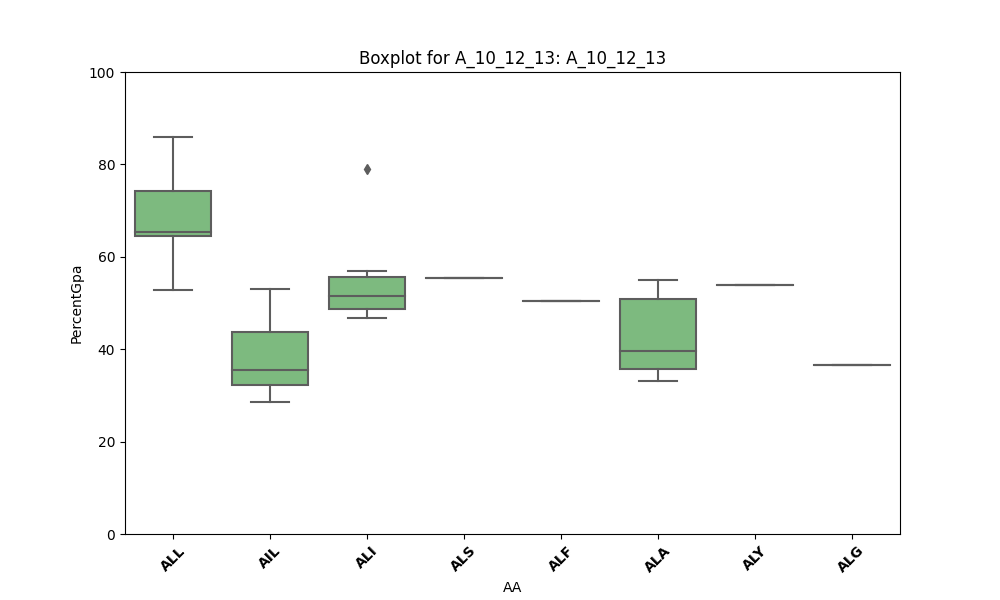 Boxplot for A_10_12_13: A_10_12_13
100
80
60
40
20
0
PercentGpa
ALL
AIL
ALI
ALS
ALF
ALA
ALY
ALG
AA